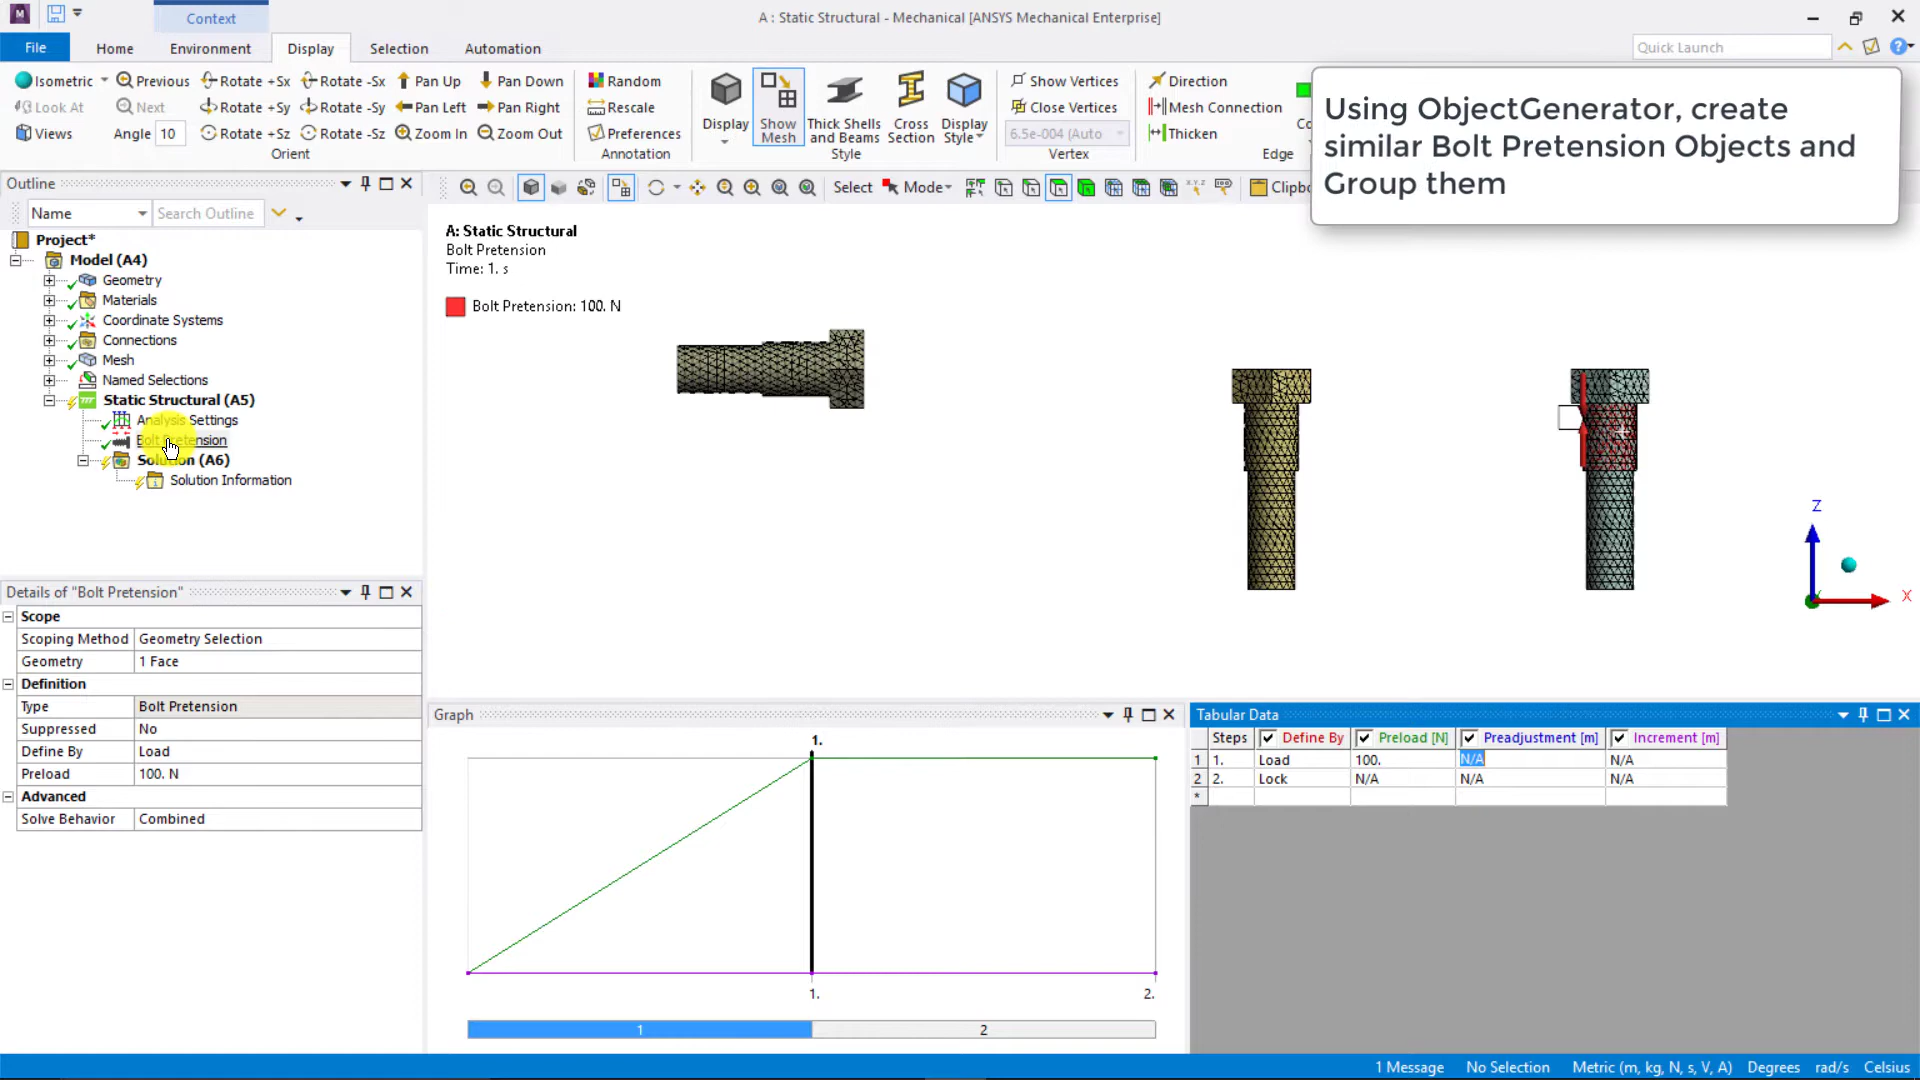 Context
A : Static Structural - Mechanical [ANSYS Mechanical Enterprise]
File Home Environment Display Selection Automation
Quick Launch
Isometric Previous Rotate +Sx Rotate -Sx Pan Up Pan Down
Look At Next Rotate +Sy Rotate -Sy Pan Left Pan Right
Views Angle 10 Rotate +Sz Rotate -Sz Zoom In Zoom Out
Orient
Random
Rescale
Preferences
Annotation
Display
Show
Mesh
Thick Shells
and Beams
Cross
Section
Display
Style
Style
Show Vertices
Close Vertices
6.5e-004 (Auto
Vertex
Direction
Mesh Connection
Thicken
Edge
Using ObjectGenerator, create
similar Bolt Pretension Objects and
Group them
Outline
Name Search Outline
Project*
Model (A4)
Geometry
Materials
Coordinate Systems
Connections
Mesh
Named Selections
Static Structural (A5)
Analysis Settings
Bolt Pretension
Solution (A6)
Solution Information
Select Mode
A: Static Structural
Bolt Pretension
Time: 1. s
Bolt Pretension: 100. N
Z
X
Details of "Bolt Pretension"
Scope
Scoping Method Geometry Selection
Geometry 1 Face
Definition
Type Bolt Pretension
Suppressed No
Define By Load
Preload 100. N
Advanced
Solve Behavior Combined
Graph
1.
1. 2.
1 2
Tabular Data
Steps Define By Preload [N] Preadjustment [m] Increment [m]
1 1. Load 100. N/A N/A
2 2. Lock N/A N/A N/A
*
1 Message No Selection Metric (m, kg, N, s, V, A) Degrees rad/s Celsius